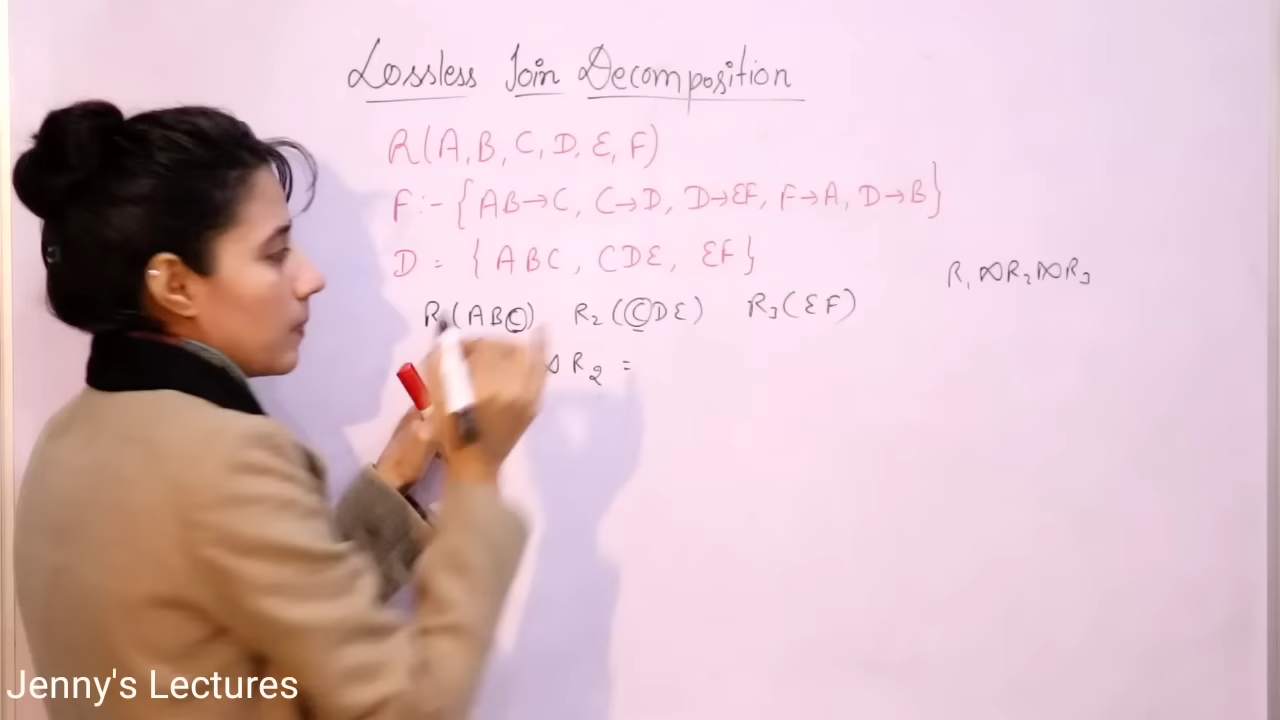 Lossless Join Decomposition
R(A, B, C, D, E, F)
F :- {AB→C, C→D, D→EF, F→A, D→B}
D = {ABC, CDE, EF}
R₁⋈R₂⋈R₃
R₁(ABC) R₂(CDE) R₃(EF)
⋈ R₂ =
Jenny's Lectures